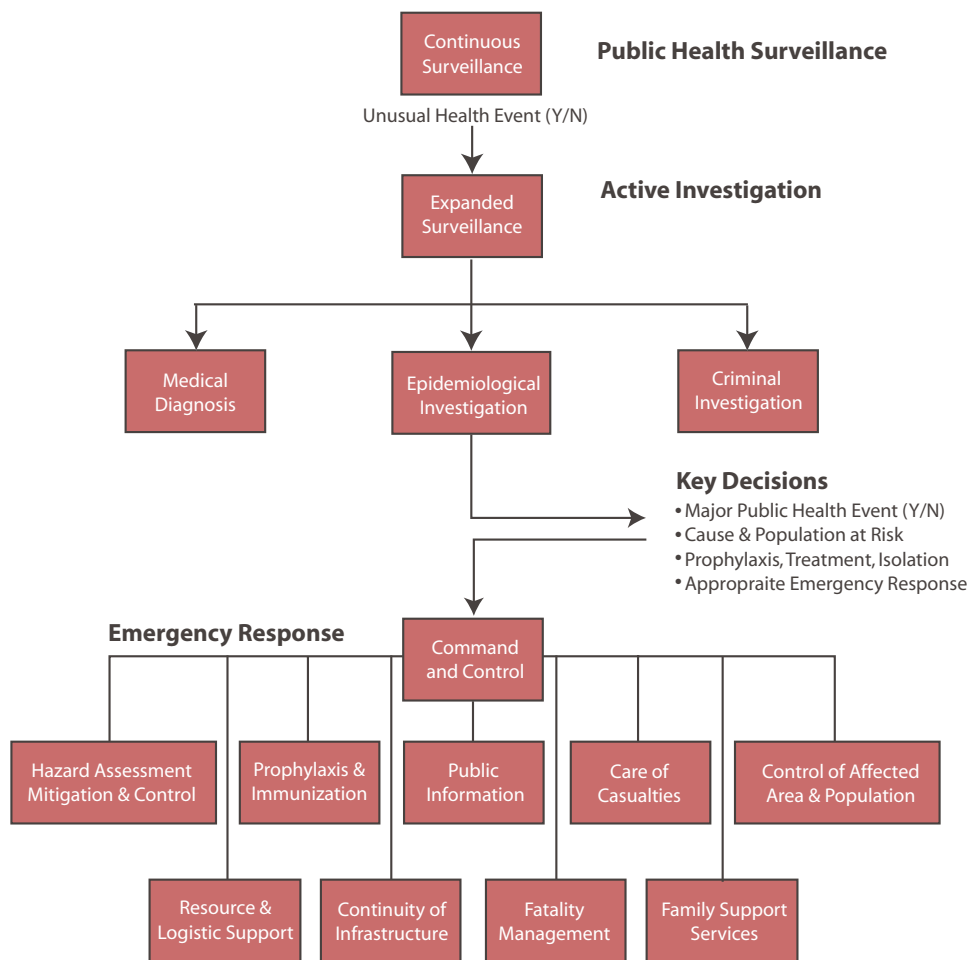 Continuous
Surveillance
Public Health Surveillance
Unusual Health Event (Y/N)
Expanded
Surveillance
Active Investigation
Medical
Diagnosis
Epidemiological
Investigation
Criminal
Investigation
Key Decisions
• Major Public Health Event (Y/N)
• Cause & Population at Risk
• Prophylaxis, Treatment, Isolation
• Appropraite Emergency Response
Emergency Response
Command
and Control
Hazard Assessment
Mitigation & Control
Prophylaxis &
Immunization
Public
Information
Care of
Casualties
Control of Affected
Area & Population
Resource &
Logistic Support
Continuity of
Infrastructure
Fatality
Management
Family Support
Services